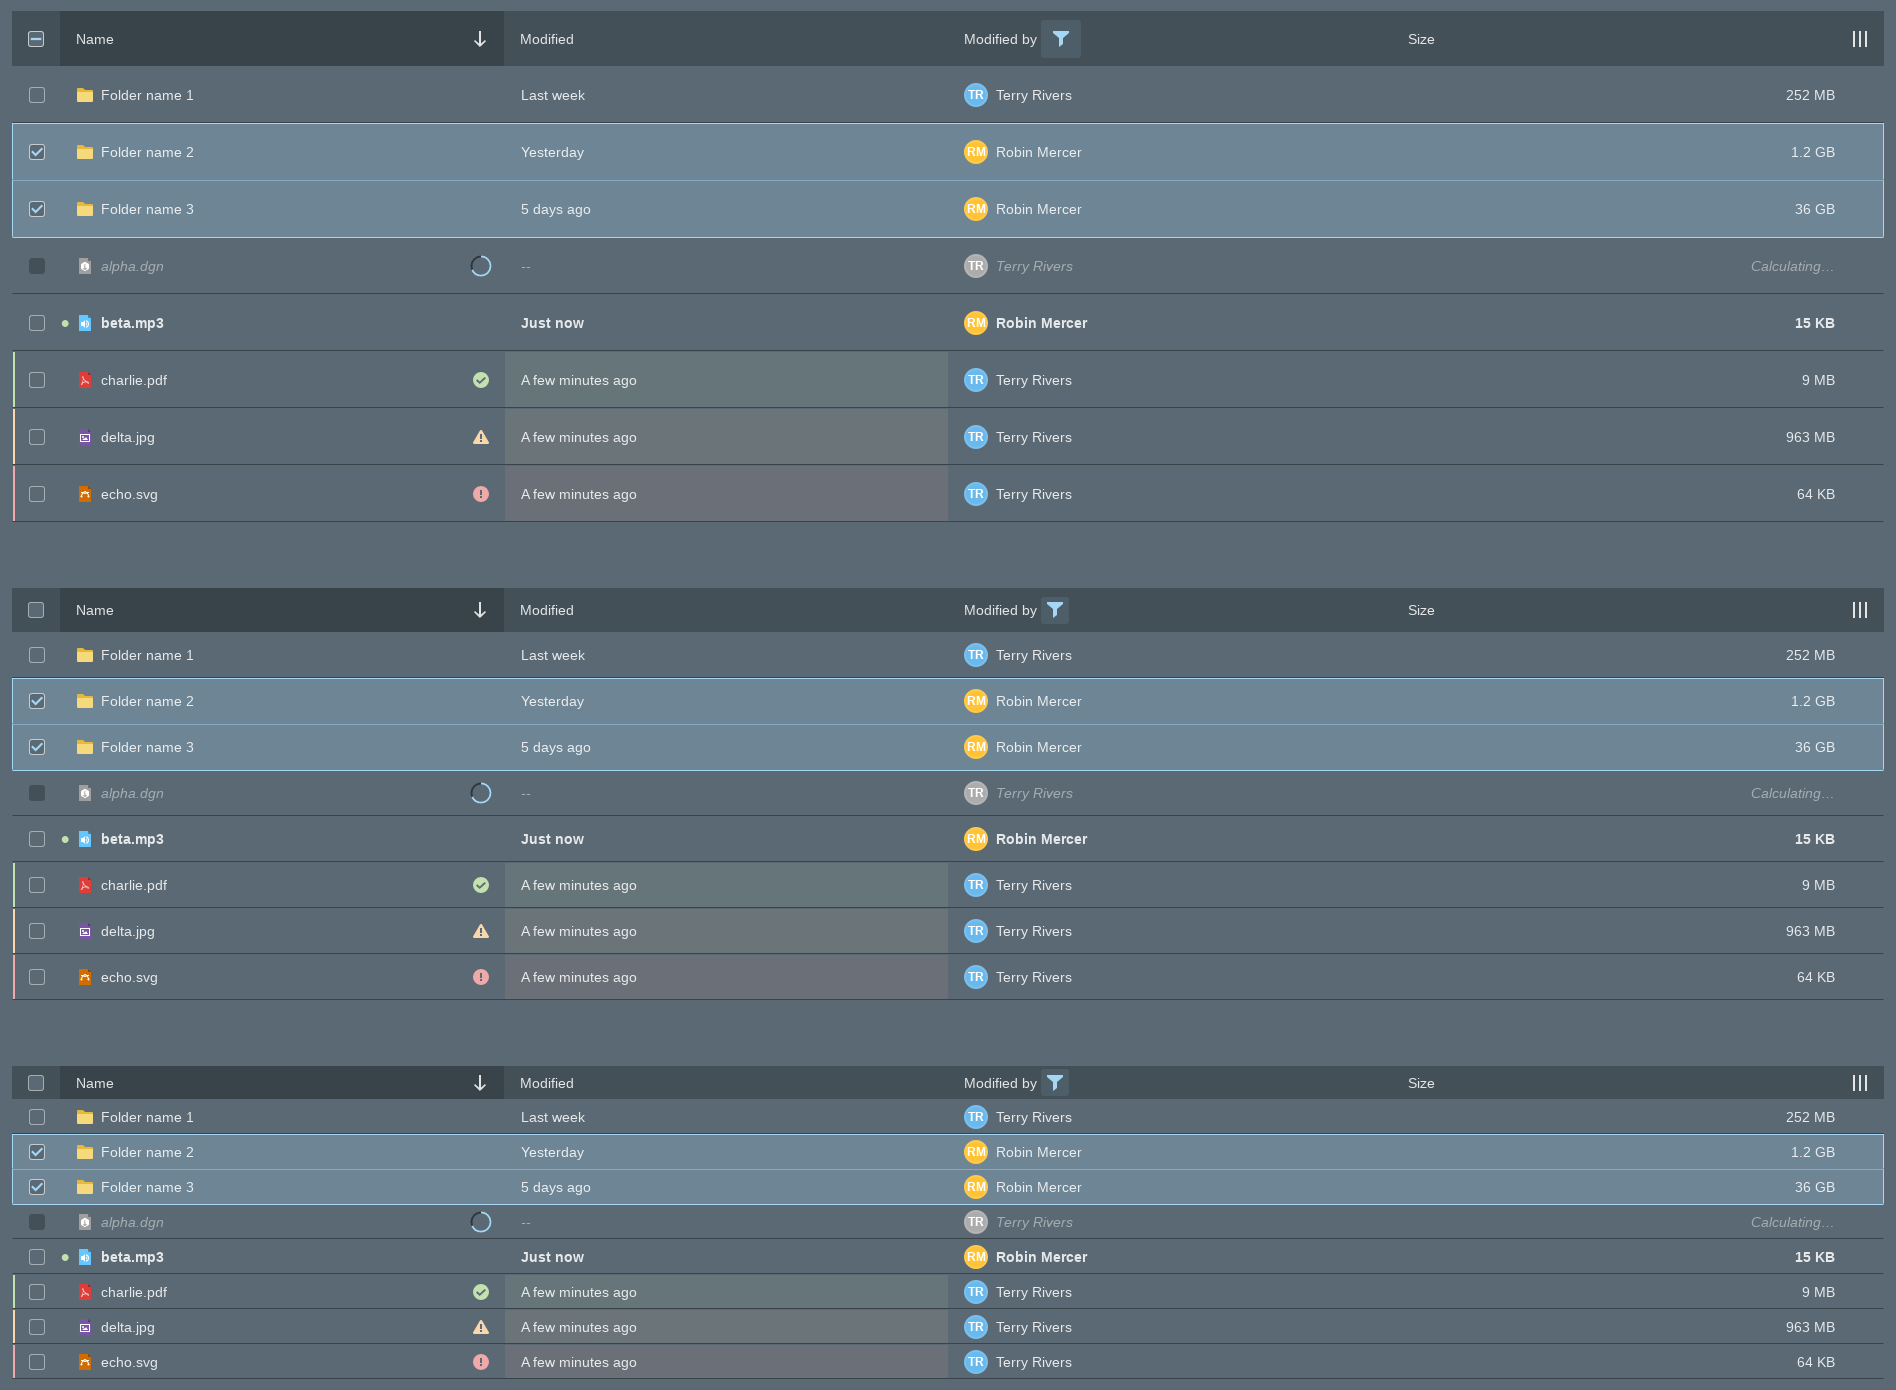 Name Modified Modified by Size
Folder name 1 Last week TR Terry Rivers 252 MB
Folder name 2 Yesterday RM Robin Mercer 1.2 GB
Folder name 3 5 days ago RM Robin Mercer 36 GB
alpha.dgn -- TR Terry Rivers Calculating…
beta.mp3 Just now RM Robin Mercer 15 KB
charlie.pdf A few minutes ago TR Terry Rivers 9 MB
delta.jpg A few minutes ago TR Terry Rivers 963 MB
echo.svg A few minutes ago TR Terry Rivers 64 KB
Name Modified Modified by Size
Folder name 1 Last week TR Terry Rivers 252 MB
Folder name 2 Yesterday RM Robin Mercer 1.2 GB
Folder name 3 5 days ago RM Robin Mercer 36 GB
alpha.dgn -- TR Terry Rivers Calculating…
beta.mp3 Just now RM Robin Mercer 15 KB
charlie.pdf A few minutes ago TR Terry Rivers 9 MB
delta.jpg A few minutes ago TR Terry Rivers 963 MB
echo.svg A few minutes ago TR Terry Rivers 64 KB
Name Modified Modified by Size
Folder name 1 Last week TR Terry Rivers 252 MB
Folder name 2 Yesterday RM Robin Mercer 1.2 GB
Folder name 3 5 days ago RM Robin Mercer 36 GB
alpha.dgn -- TR Terry Rivers Calculating…
beta.mp3 Just now RM Robin Mercer 15 KB
charlie.pdf A few minutes ago TR Terry Rivers 9 MB
delta.jpg A few minutes ago TR Terry Rivers 963 MB
echo.svg A few minutes ago TR Terry Rivers 64 KB